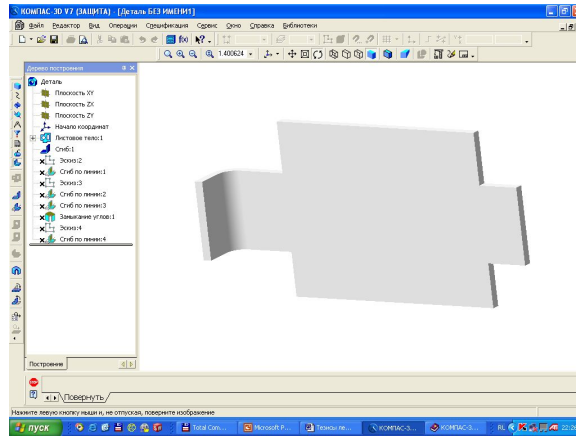 КОМПАС-3D V7 (ЗАЩИТА) - [Деталь БЕЗ ИМЕНИ1]
Файл Редактор Вид Операции Спецификация Сервис Окно Справка Библиотеки
1.400624
Дерево построения
Деталь
Плоскость XY
Плоскость ZX
Плоскость ZY
Начало координат
Листовое тело:1
Сгиб:1
Эскиз:2
Сгиб по линии:1
Эскиз:3
Сгиб по линии:2
Сгиб по линии:3
Замыкание углов:1
Эскиз:4
Сгиб по линии:4
Построение
Повернуть
Нажмите левую кнопку мыши и, не отпуская, поверните изображение
пуск Total Com... Microsoft P... Тезисы ле... КОМПАС-3... КОМПАС-3... RL